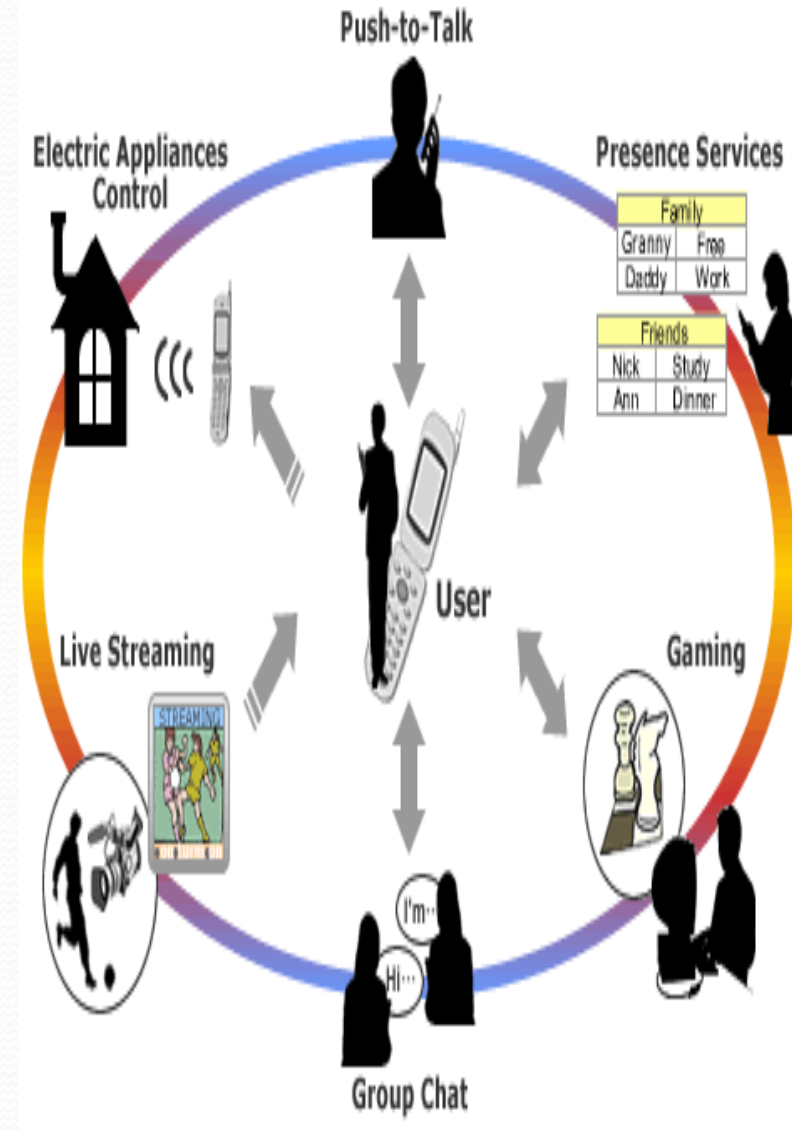 Push-to-Talk
Electric Appliances
Control
Presence Services
Family
Granny Free
Daddy Work
Friends
Nick Study
Ann Dinner
User
Live Streaming
STREAMING
Gaming
I'm…
Hi…
Group Chat